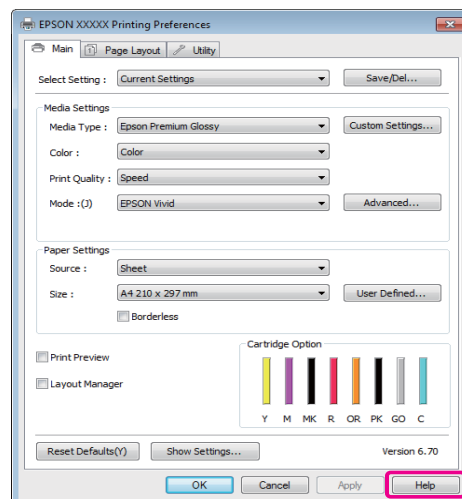 EPSON XXXXX Printing Preferences
Main Page Layout Utility
Select Setting : Current Settings Save/Del...
Media Settings
Media Type : Epson Premium Glossy Custom Settings...
Color : Color
Print Quality : Speed
Mode :(J) EPSON Vivid Advanced...
Paper Settings
Source : Sheet
Size : A4 210 x 297 mm User Defined...
Borderless
Cartridge Option
Print Preview
Layout Manager
Y M MK R OR PK GO C
Reset Defaults(Y) Show Settings... Version 6.70
OK Cancel Apply Help